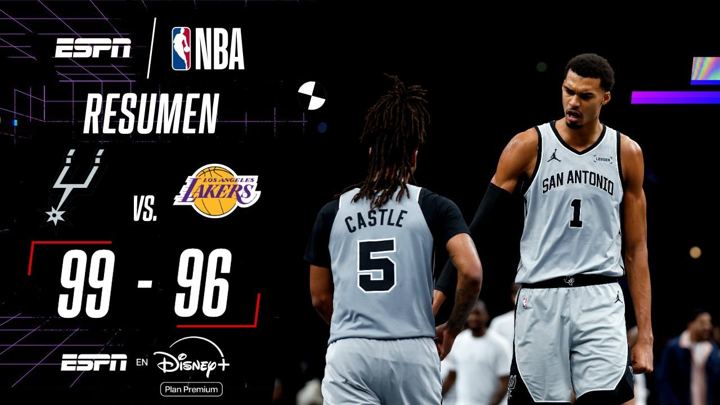 ESPN NBA
RESUMEN
VS.
LOS ANGELES
LAKERS
99 - 96
ESPN EN Disney+
Plan Premium
CASTLE
5
SAN ANTONIO
1